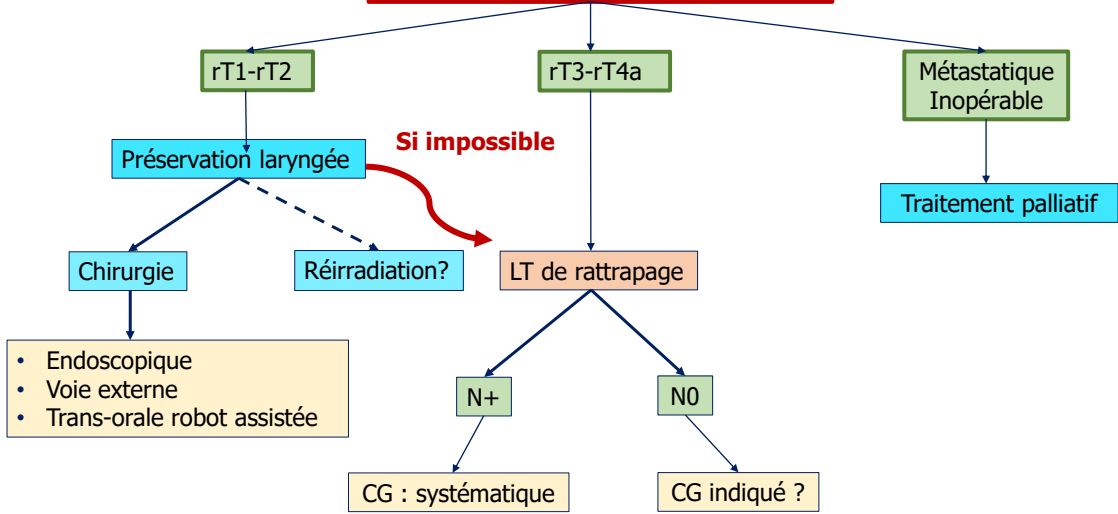 rT1-rT2
rT3-rT4a
Métastatique
Inopérable
Si impossible
Préservation laryngée
Traitement palliatif
Chirurgie
Réirradiation?
LT de rattrapage
• Endoscopique
• Voie externe
• Trans-orale robot assistée
N+
N0
CG : systématique
CG indiqué ?